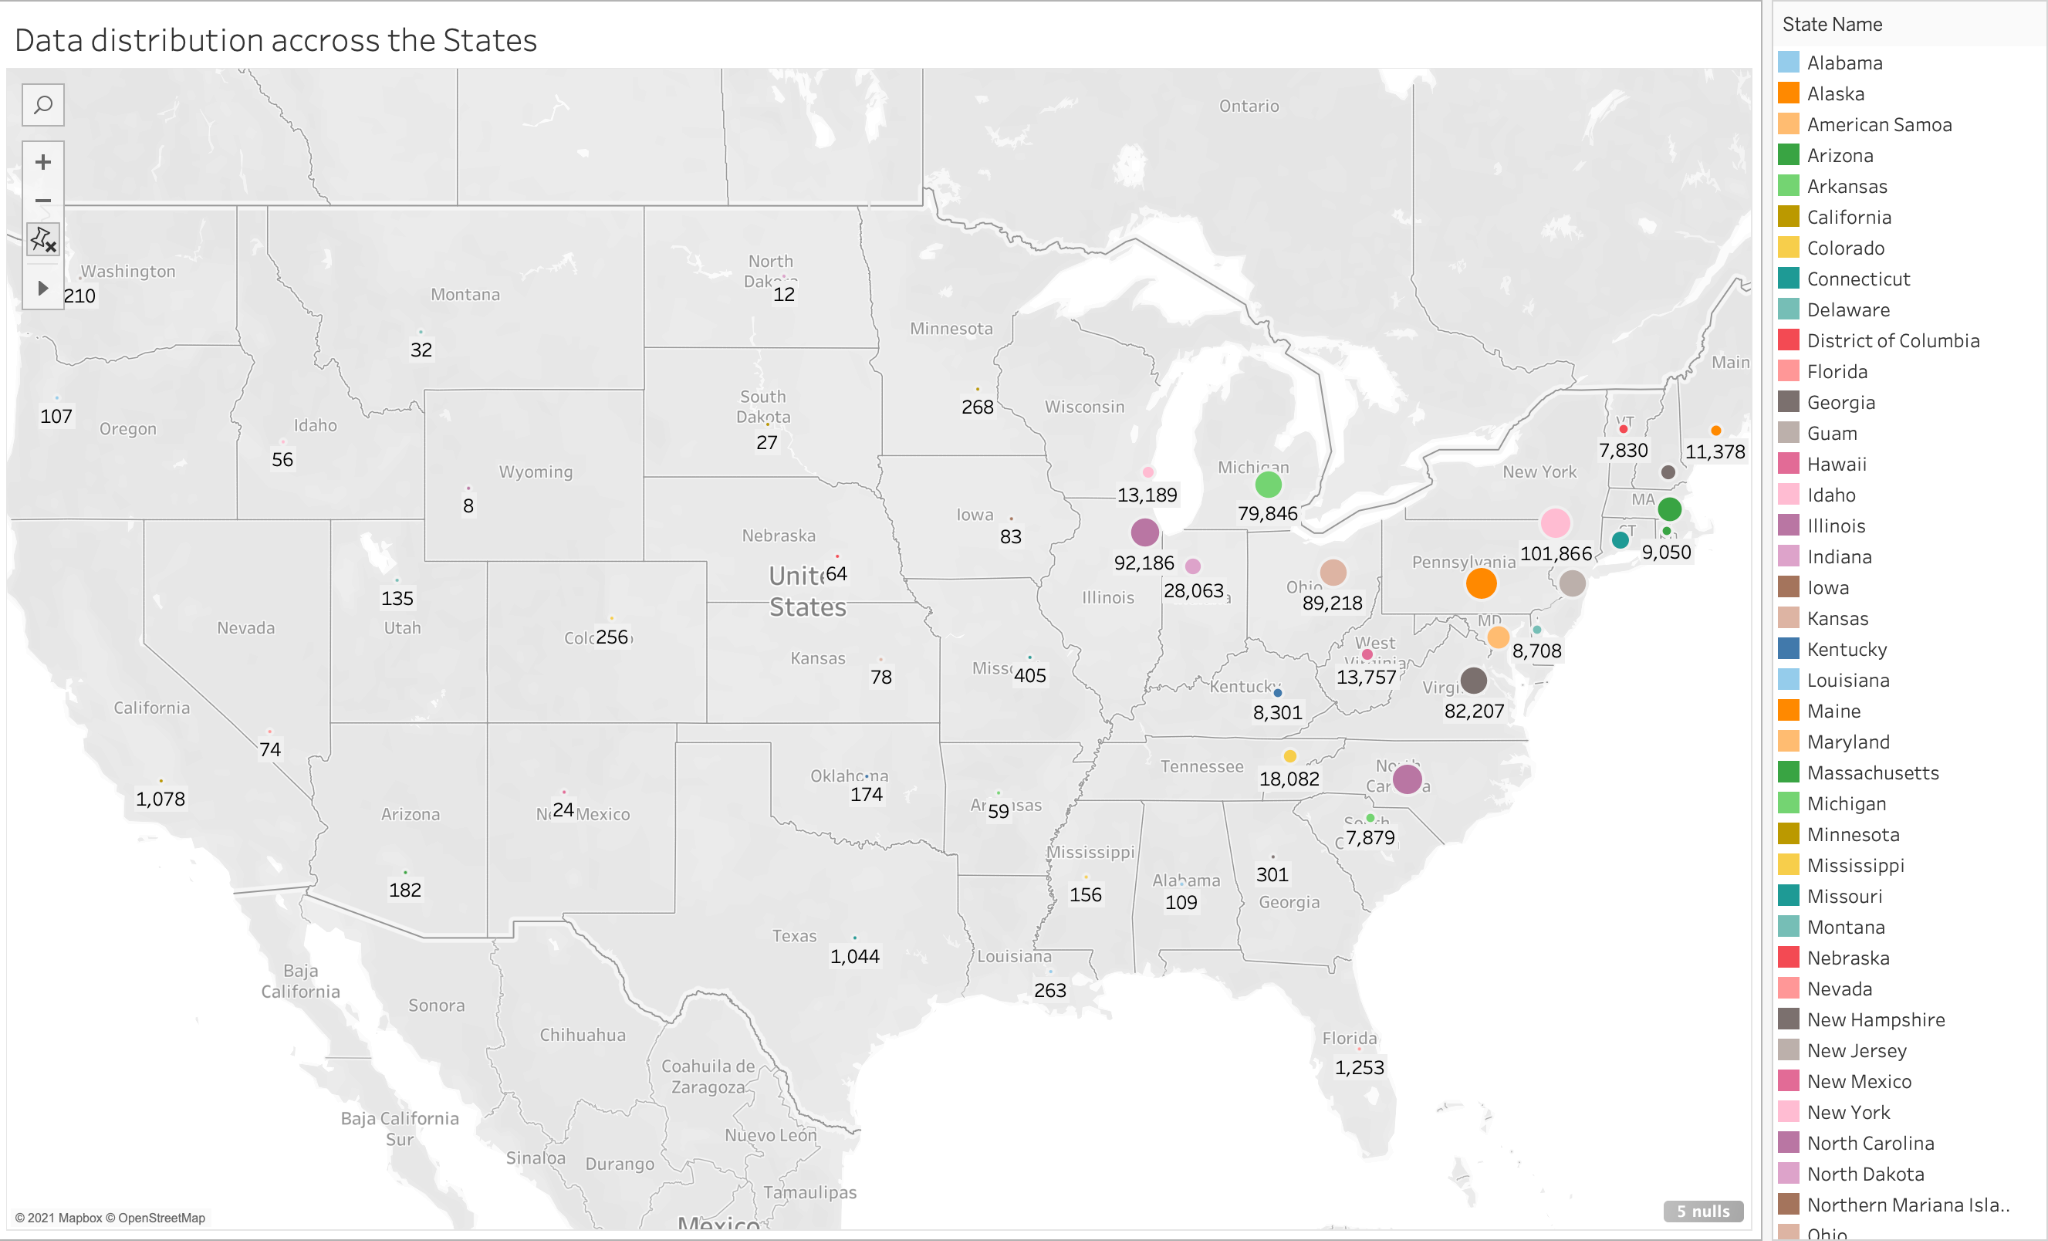 Data distribution accross the States
Ontario
Washington
210
Montana
32
North
12
Minnesota
268
Main
107
Oregon
Idaho
56
Wyoming
8
South
Dakota
27
Wisconsin
13,189
Michigan
79,846
VT
7,830
11,378
New York
MA
CT
9,050
Iowa
83
Nebraska
64
United
States
92,186
Illinois
28,063
Ohio
89,218
Pennsylvania
101,866
MD
8,708
135
Utah
Nevada
256
Kansas
78
405
West
Virginia
13,757
Kentucky
8,301
82,207
California
1,078
74
Arizona
182
24
Mexico
Oklahoma
174
59
Tennessee
18,082
North
7,879
Mississippi
156
Alabama
109
301
Georgia
Texas
1,044
Louisiana
263
Florida
1,253
Baja
California
Sonora
Chihuahua
Coahuila de
Zaragoza
Baja California
Sur
Nuevo León
Sinaloa
Durango
Tamaulipas
Mexico
© 2021 Mapbox © OpenStreetMap
5 nulls
State Name
Alabama
Alaska
American Samoa
Arizona
Arkansas
California
Colorado
Connecticut
Delaware
District of Columbia
Florida
Georgia
Guam
Hawaii
Idaho
Illinois
Indiana
Iowa
Kansas
Kentucky
Louisiana
Maine
Maryland
Massachusetts
Michigan
Minnesota
Mississippi
Missouri
Montana
Nebraska
Nevada
New Hampshire
New Jersey
New Mexico
New York
North Carolina
North Dakota
Northern Mariana Isla..
Ohio